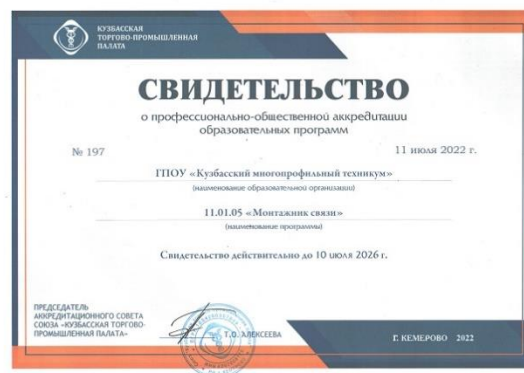 КУЗБАССКАЯ
ТОРГОВО-ПРОМЫШЛЕННАЯ
ПАЛАТА
СВИДЕТЕЛЬСТВО
о профессионально-общественной аккредитации
образовательных программ
№ 197
11 июля 2022 г.
ГПОУ «Кузбасский многопрофильный техникум»
(наименование образовательной организации)
11.01.05 «Монтажник связи»
(наименование программы)
Свидетельство действительно до 10 июля 2026 г.
ПРЕДСЕДАТЕЛЬ
АККРЕДИТАЦИОННОГО СОВЕТА
СОЮЗА «КУЗБАССКАЯ ТОРГОВО-
ПРОМЫШЛЕННАЯ ПАЛАТА»
Т.О. АЛЕКСЕЕВА
Г. КЕМЕРОВО 2022